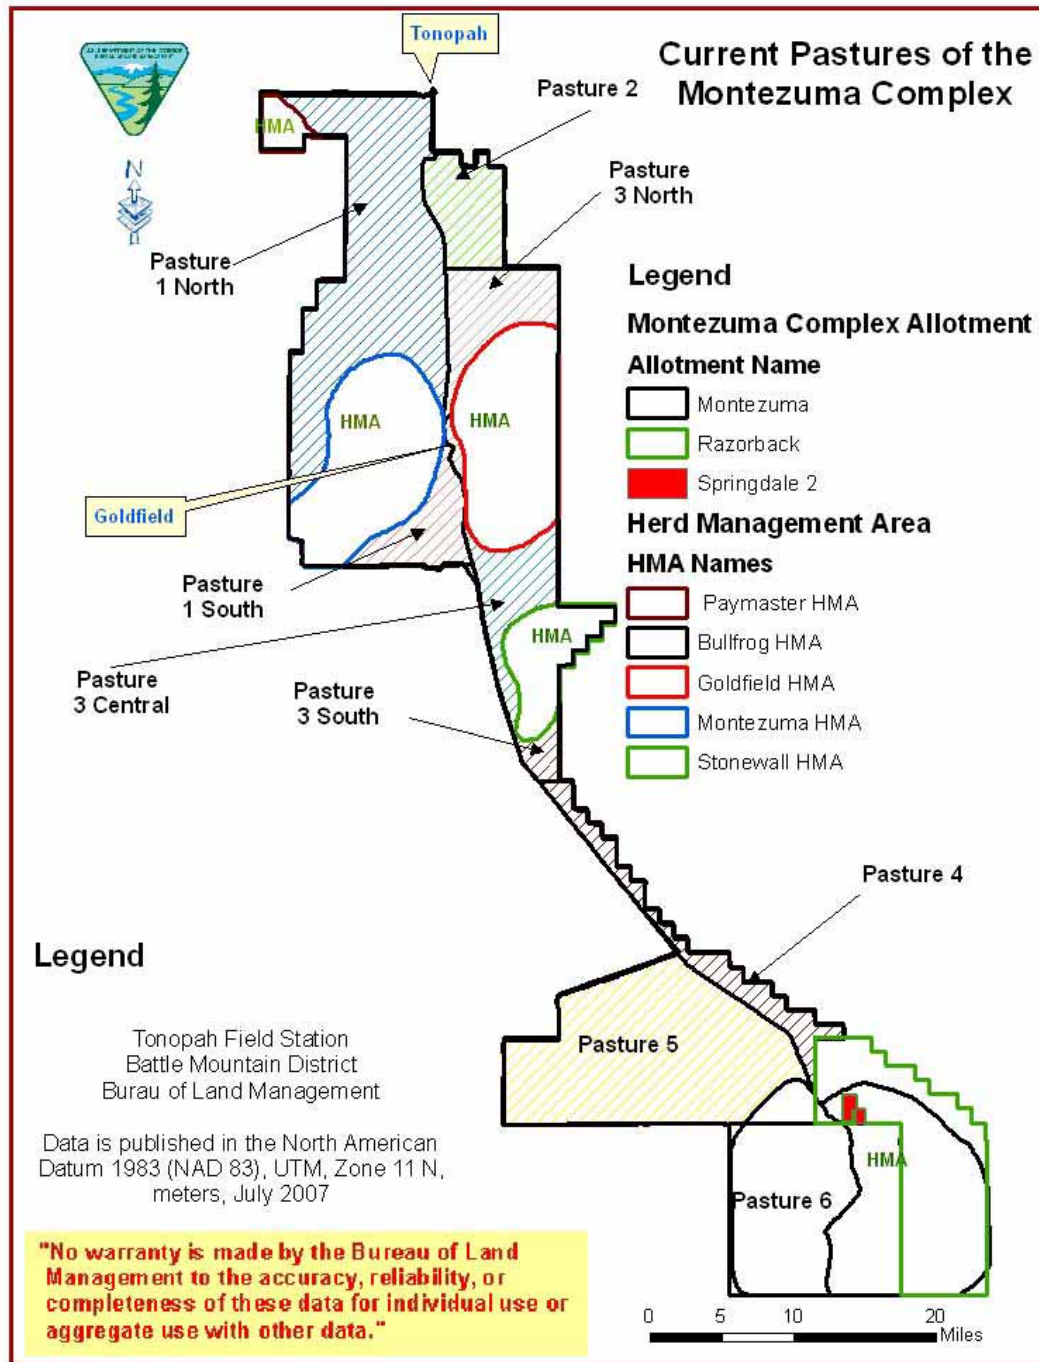 Tonopah
Current Pastures of the
Montezuma Complex
HMA
Pasture 2
Pasture
3 North
N
Pasture
1 North
Legend
Montezuma Complex Allotment
Allotment Name
Montezuma
Razorback
Springdale 2
Herd Management Area
HMA Names
Paymaster HMA
Bullfrog HMA
Goldfield HMA
Montezuma HMA
Stonewall HMA
HMA
HMA
Goldfield
Pasture
1 South
HMA
Pasture
3 Central
Pasture
3 South
Pasture 4
Legend
Tonopah Field Station
Battle Mountain District
Burau of Land Management
Data is published in the North American
Datum 1983 (NAD 83), UTM, Zone 11 N,
meters, July 2007
"No warranty is made by the Bureau of Land
Management to the accuracy, reliability, or
completeness of these data for individual use or
aggregate use with other data."
Pasture 5
HMA
Pasture 6
0 5 10 20
Miles